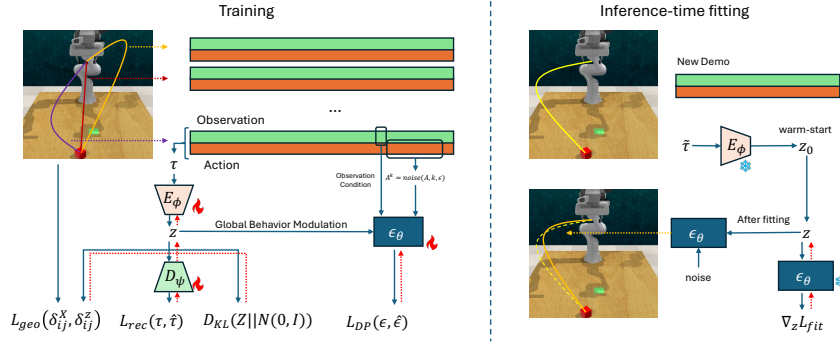 Training
...
Observation
Action
τ
Observation
Condition
A^k = noise(A, k, ϵ)
E_ϕ
z
Global Behavior Modulation
ϵ_θ
D_ψ
L_geo(δ_ij^X, δ_ij^z)
L_rec(τ, τ̂)
D_KL(Z||N(0, I))
L_DP(ϵ, ϵ̂)
Inference-time fitting
New Demo
warm-start
τ̃
E_ϕ
z_0
After fitting
ϵ_θ
z
noise
ϵ_θ
∇_z L_fit